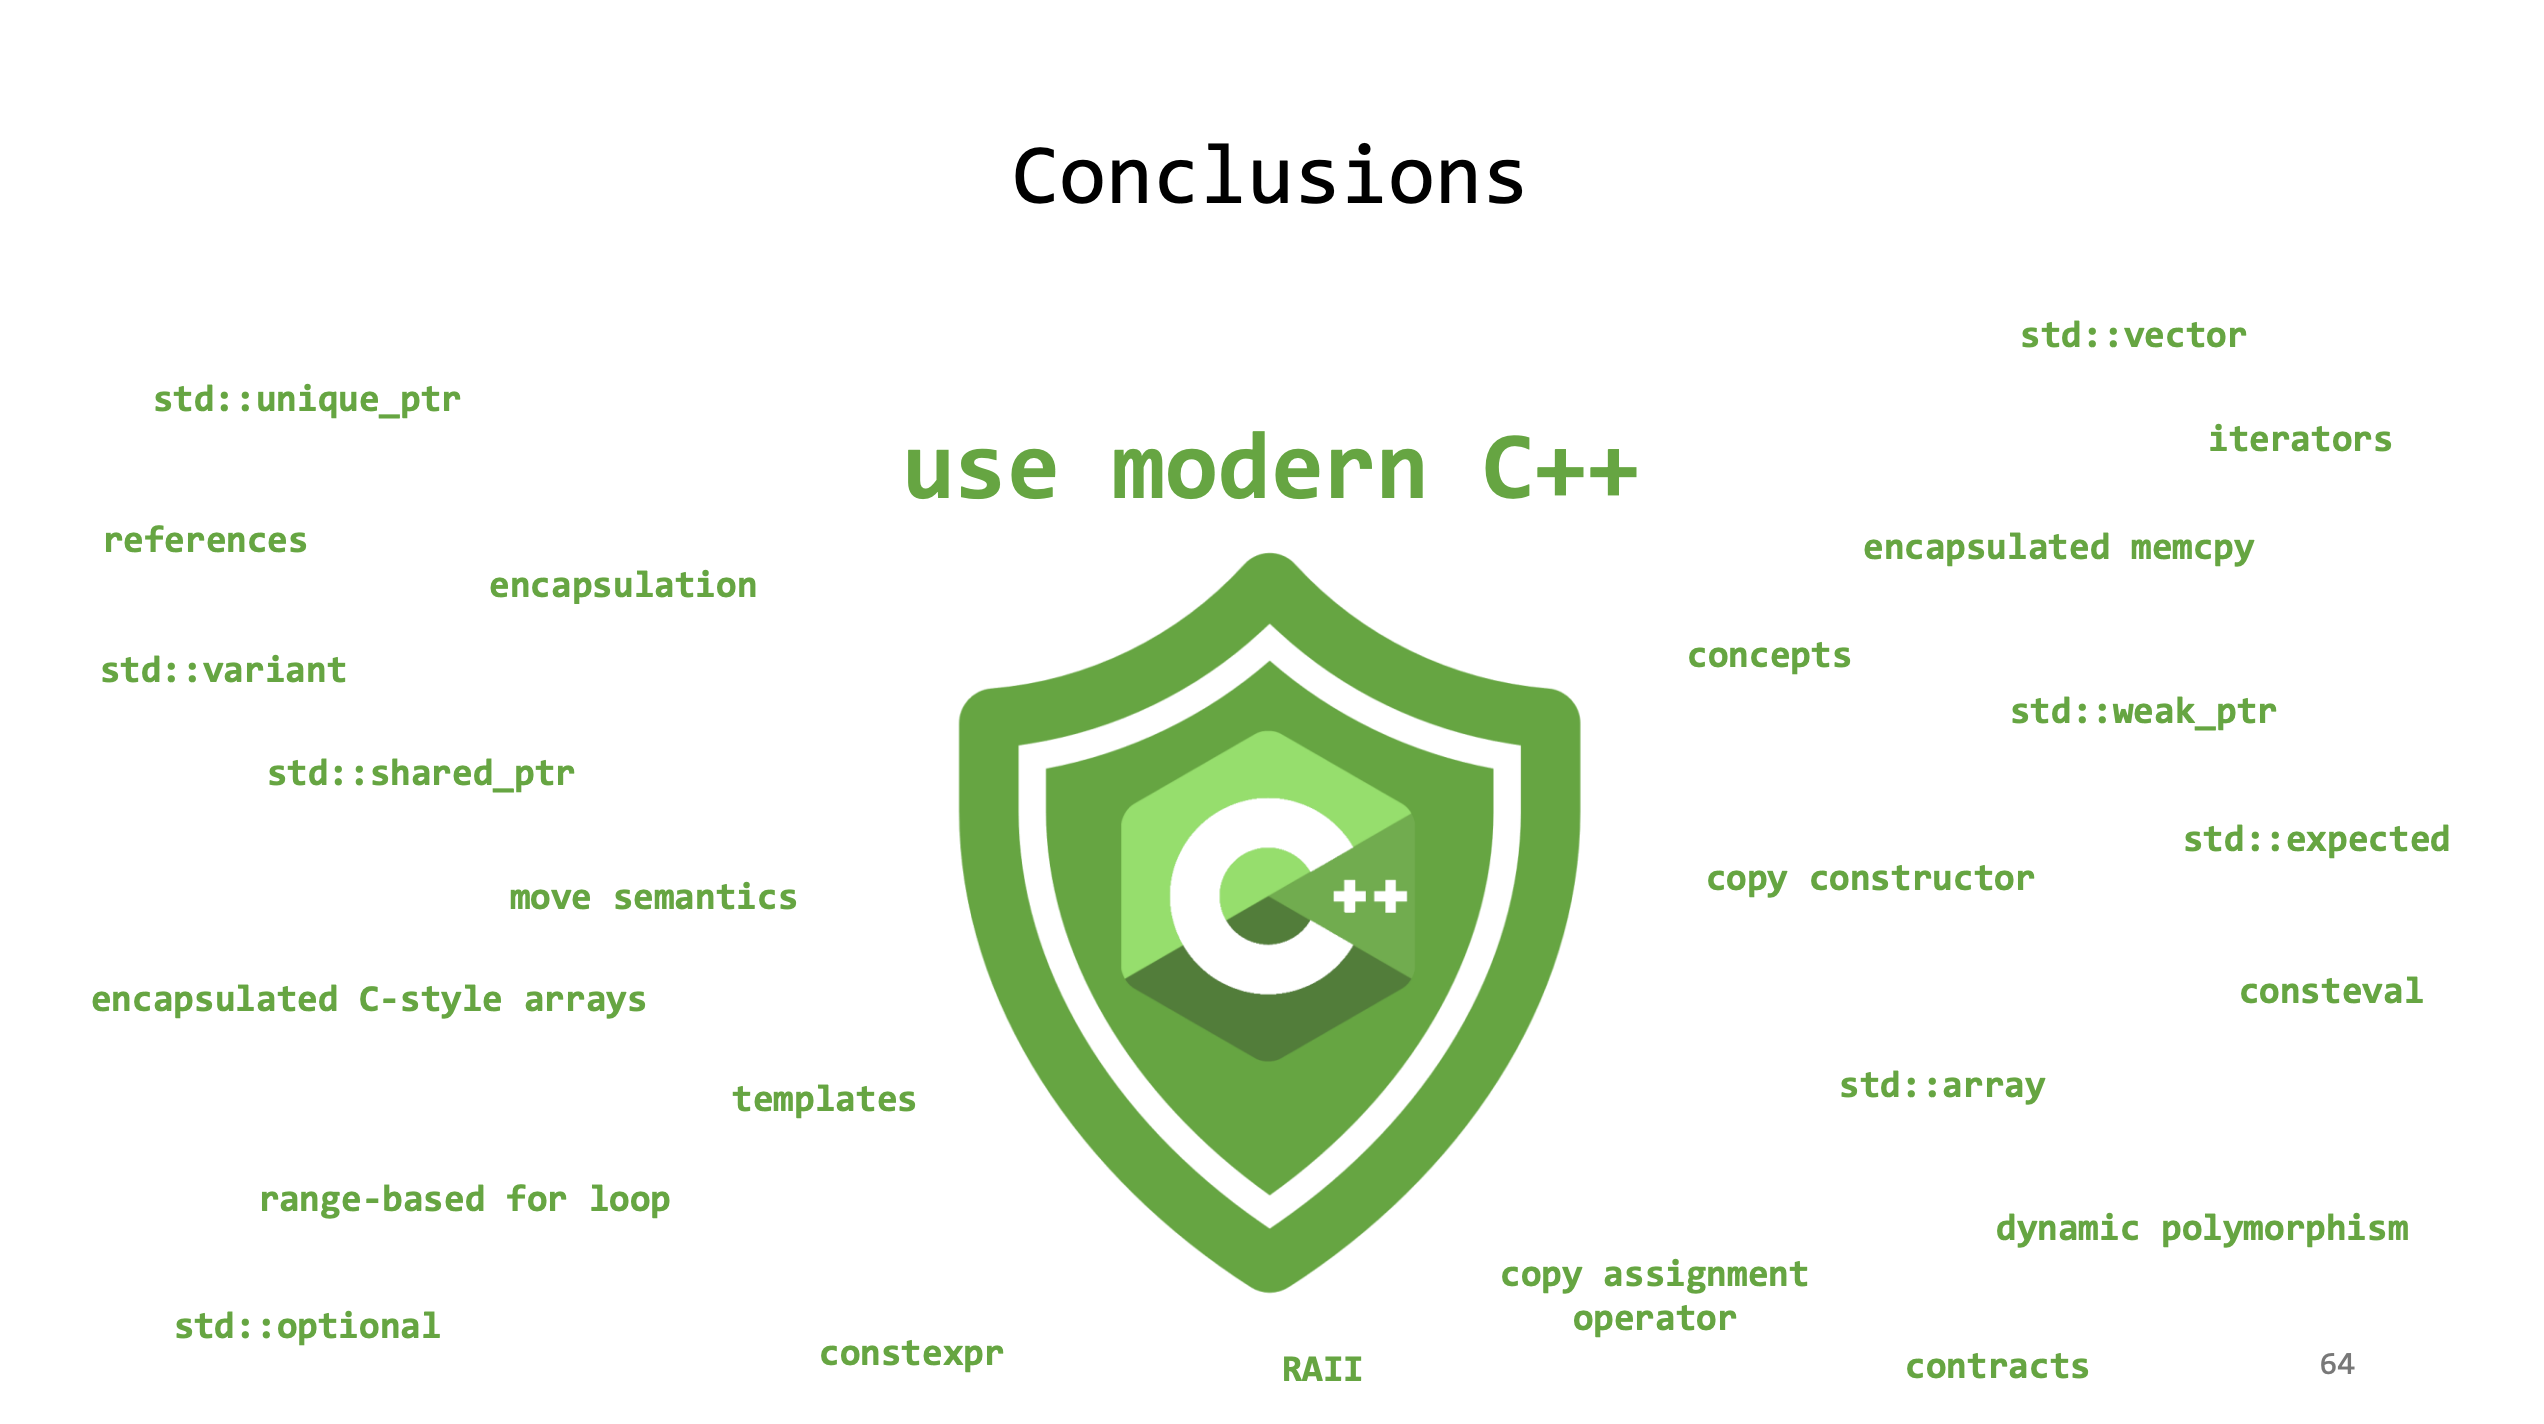 Conclusions
std::vector
std::unique_ptr
iterators
use modern C++
references
encapsulated memcpy
encapsulation
concepts
std::variant
std::weak_ptr
std::shared_ptr
std::expected
copy constructor
move semantics
C++
consteval
encapsulated C-style arrays
std::array
templates
range-based for loop
dynamic polymorphism
copy assignment
operator
std::optional
constexpr
RAII
contracts
64